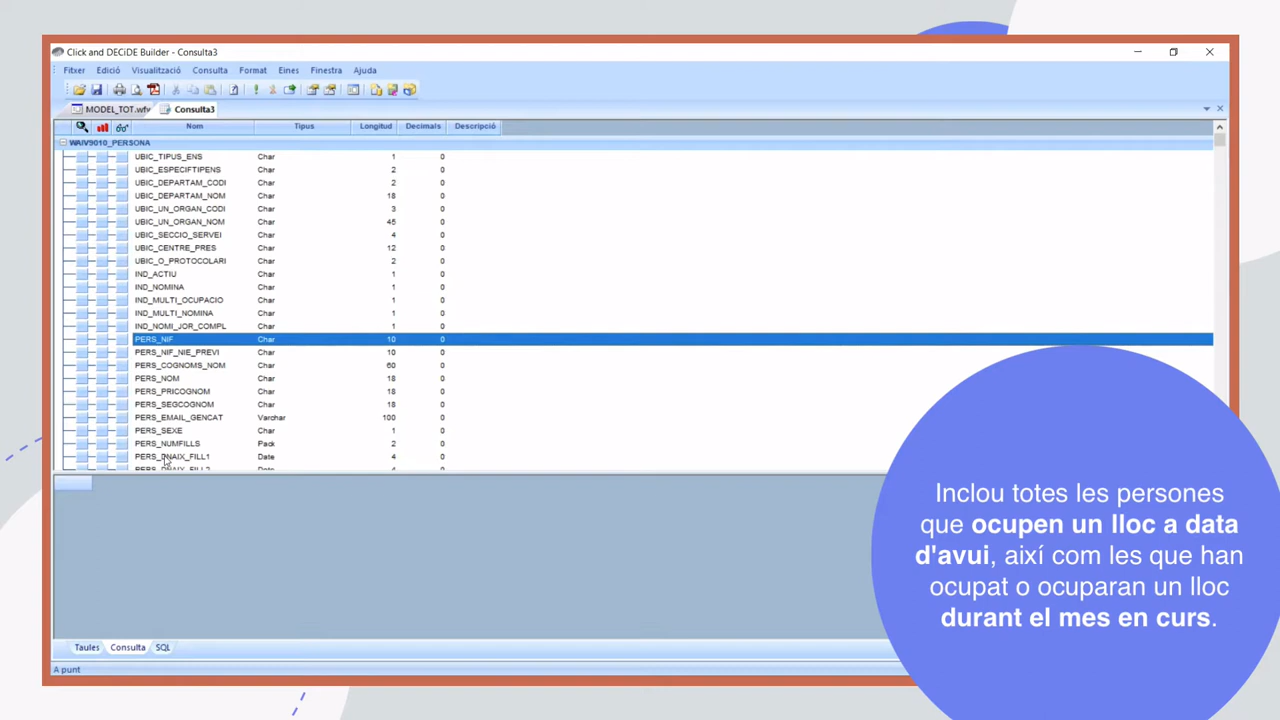 Click and DECiDE Builder - Consulta3
Fitxer Edició Visualització Consulta Format Eines Finestra Ajuda
MODEL_TOT.wfv Consulta3
Nom Tipus Longitud Decimals Descripció
WAIV9010_PERSONA
UBIC_TIPUS_ENS Char 1 0
UBIC_ESPECIFTIPENS Char 2 0
UBIC_DEPARTAM_CODI Char 2 0
UBIC_DEPARTAM_NOM Char 18 0
UBIC_UN_ORGAN_CODI Char 3 0
UBIC_UN_ORGAN_NOM Char 45 0
UBIC_SECCIO_SERVEI Char 4 0
UBIC_CENTRE_PRES Char 12 0
UBIC_O_PROTOCOLARI Char 2 0
IND_ACTIU Char 1 0
IND_NOMINA Char 1 0
IND_MULTI_OCUPACIO Char 1 0
IND_MULTI_NOMINA Char 1 0
IND_NOMI_JOR_COMPL Char 1 0
PERS_NIF Char 10 0
PERS_NIF_NIE_PREVI Char 10 0
PERS_COGNOMS_NOM Char 60 0
PERS_NOM Char 18 0
PERS_PRICOGNOM Char 18 0
PERS_SEGCOGNOM Char 18 0
PERS_EMAIL_GENCAT Varchar 100 0
PERS_SEXE Char 1 0
PERS_NUMFILLS Pack 2 0
PERS_DNAIX_FILL1 Date 4 0
PERS_DNAIX_FILL2 Date 4 0
Inclou totes les persones
que ocupen un lloc a data
d'avui, així com les que han
ocupat o ocuparan un lloc
durant el mes en curs.
Taules Consulta SQL
A punt